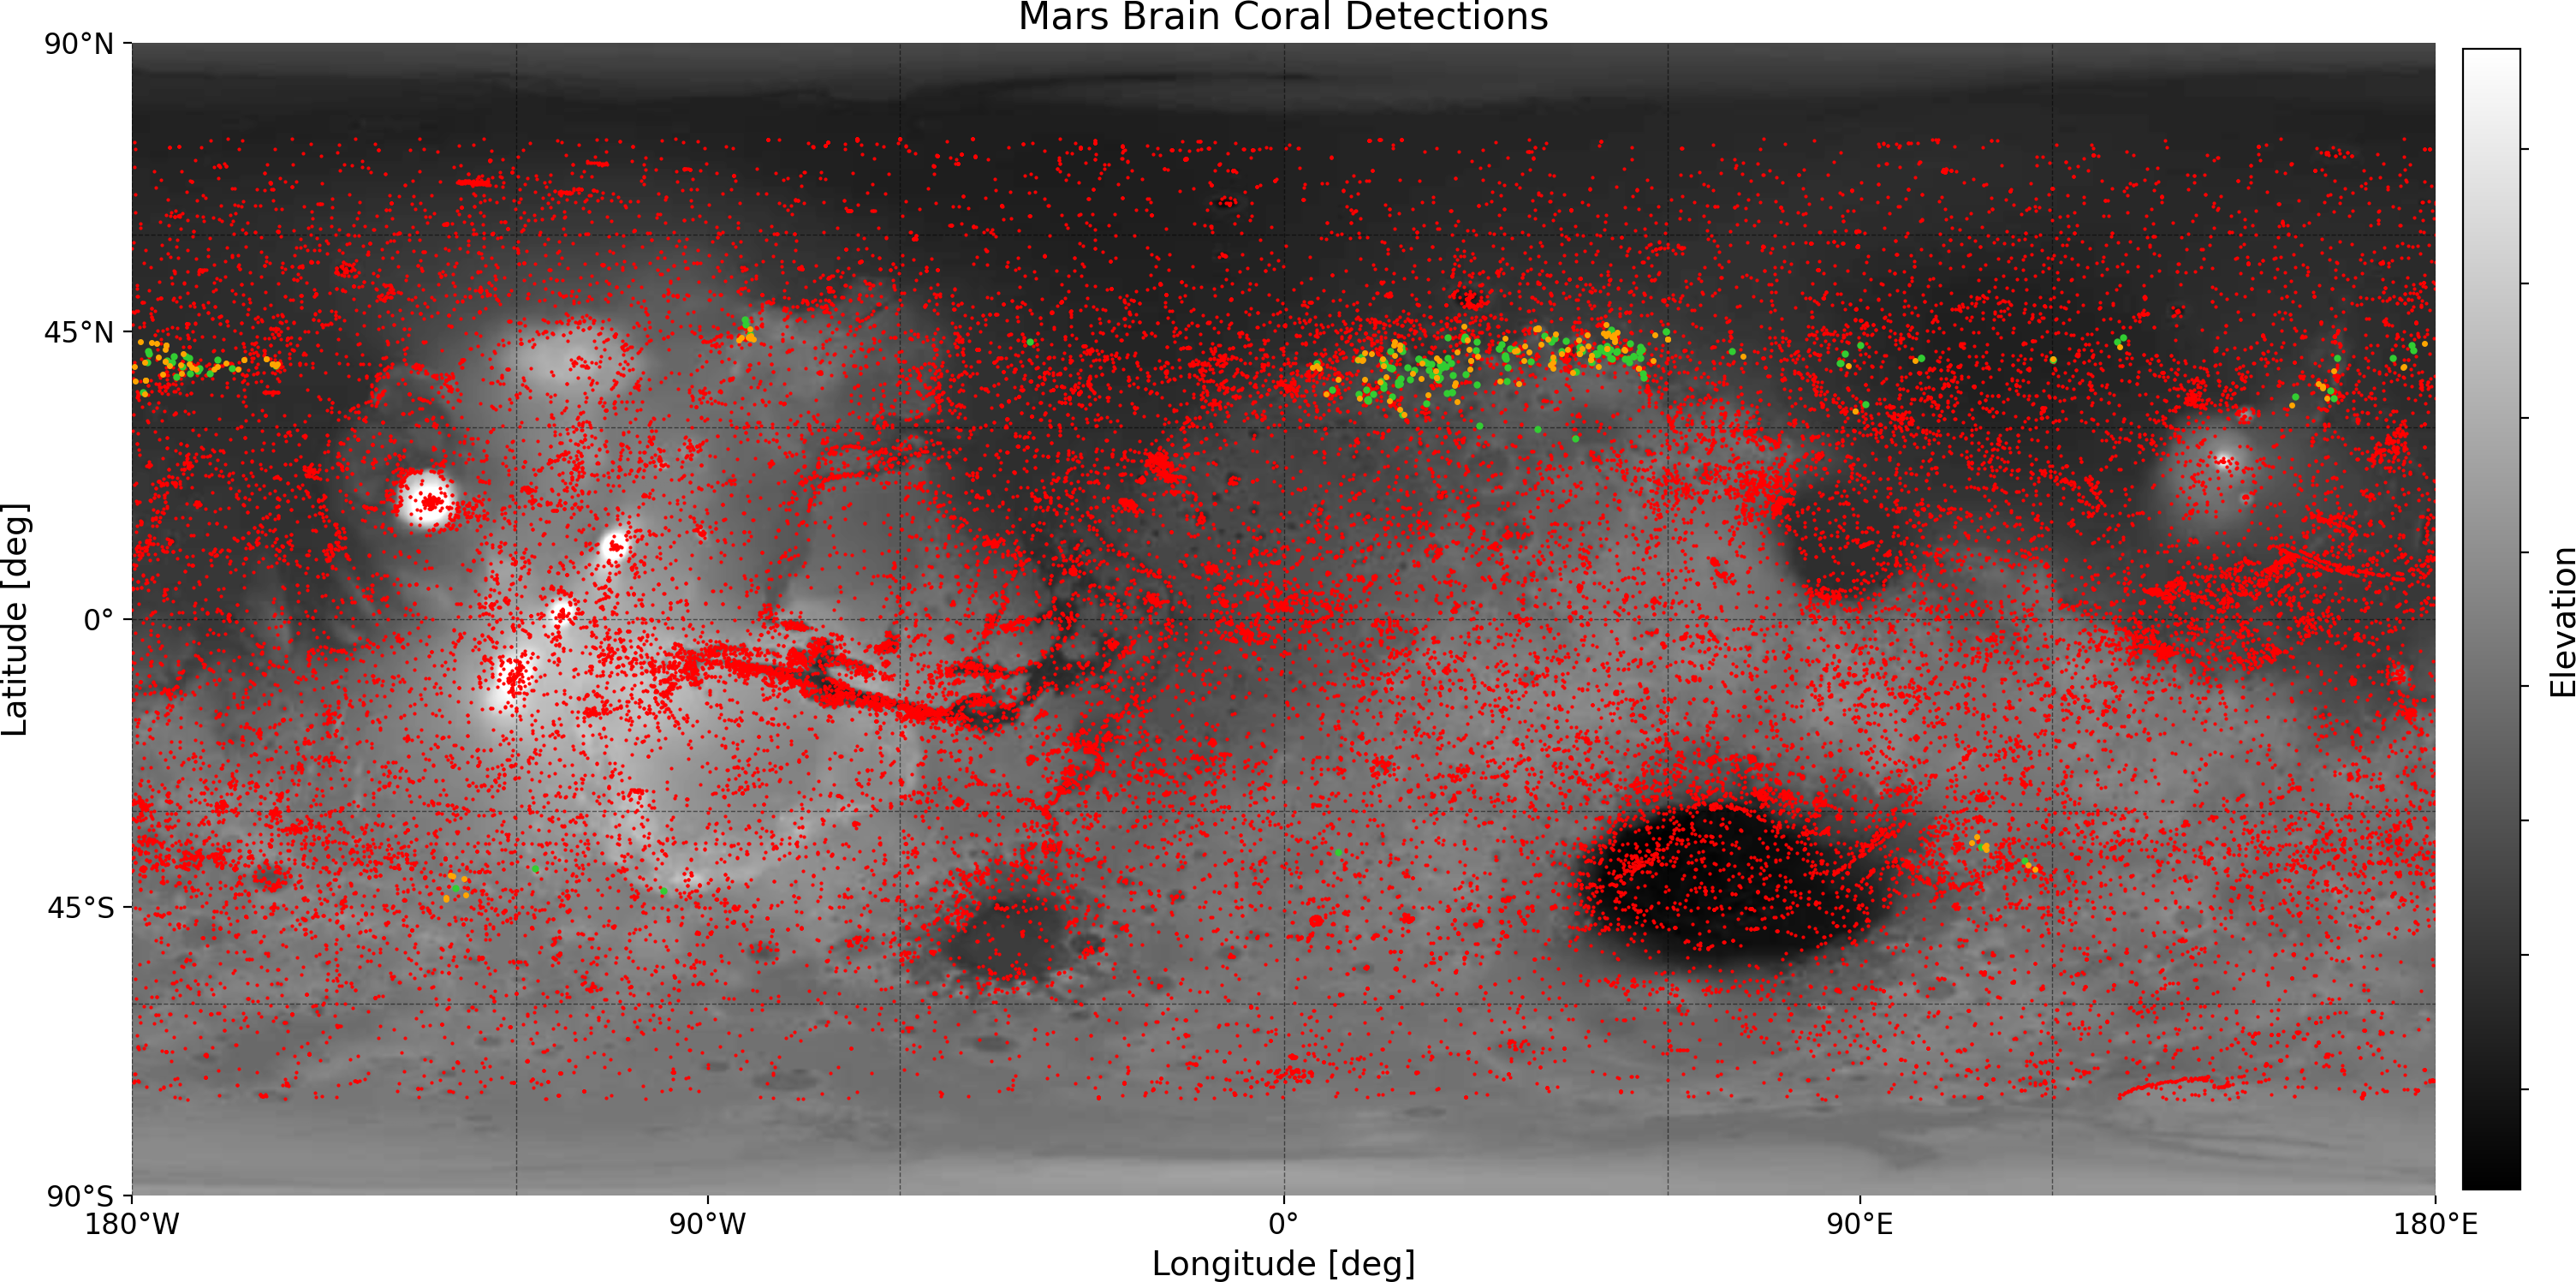 Mars Brain Coral Detections
90°N
45°N
0°
45°S
90°S
Latitude [deg]
180°W
90°W
0°
90°E
180°E
Longitude [deg]
Elevation